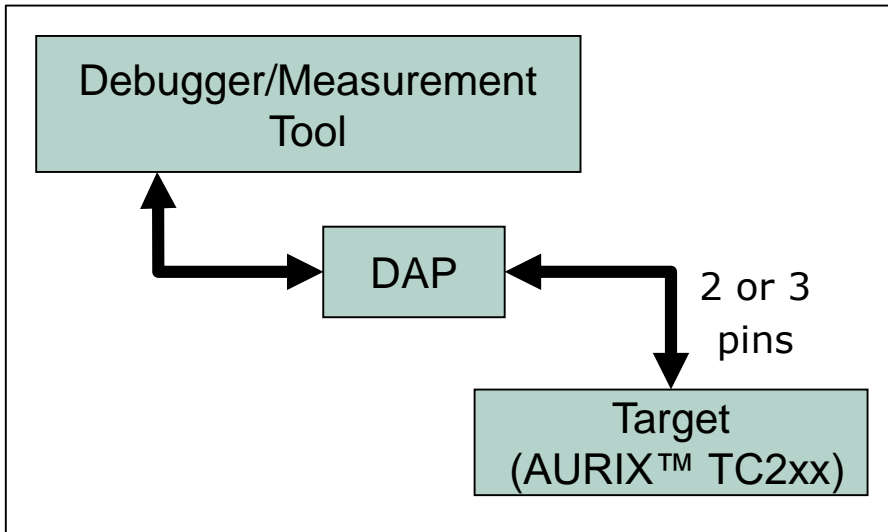 Debugger/Measurement
Tool
DAP
2 or 3
pins
Target
(AURIX™ TC2xx)